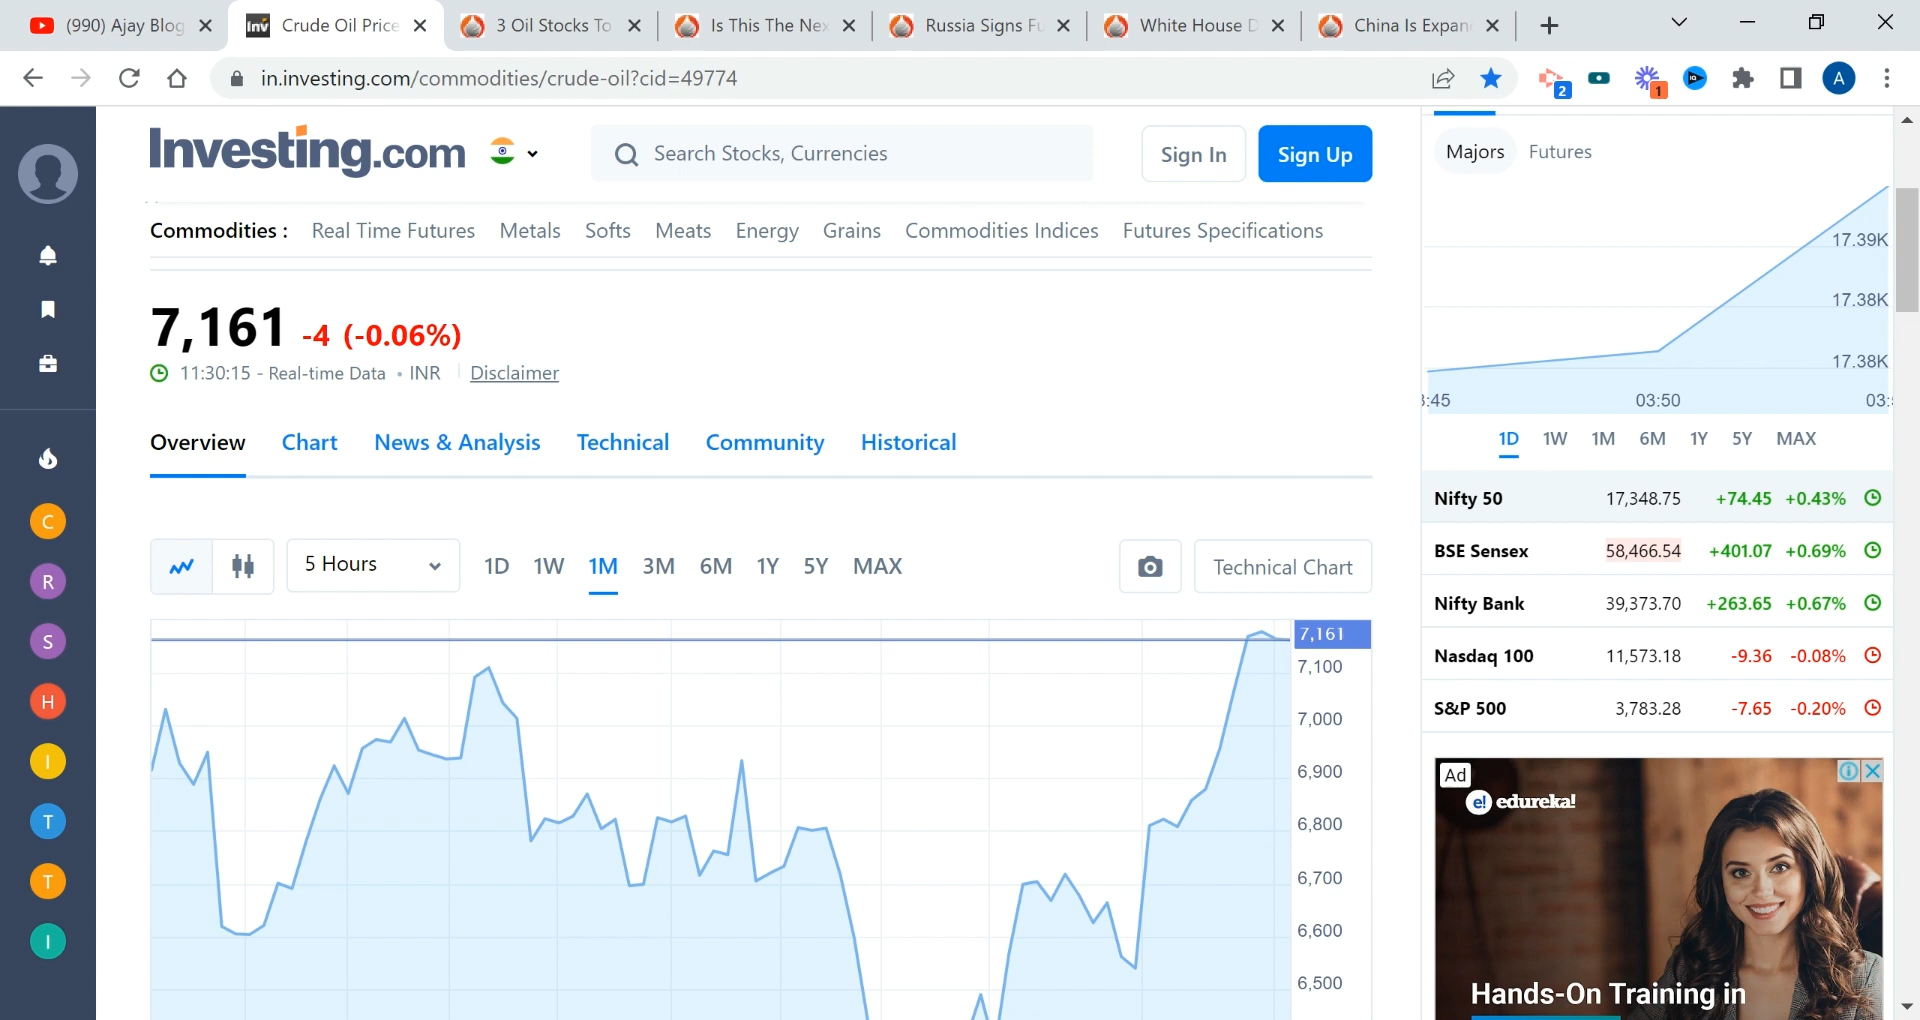 (990) Ajay Blog
Crude Oil Price
3 Oil Stocks To
Is This The Nex
Russia Signs Fu
White House D
China Is Expan
in.investing.com/commodities/crude-oil?cid=49774
2
1
A
Investing.com
Search Stocks, Currencies
Sign In
Sign Up
Commodities :
Real Time Futures
Metals
Softs
Meats
Energy
Grains
Commodities Indices
Futures Specifications
7,161 -4 (-0.06%)
11:30:15 - Real-time Data • INR
Disclaimer
Overview
Chart
News & Analysis
Technical
Community
Historical
5 Hours
1D 1W 1M 3M 6M 1Y 5Y MAX
Technical Chart
7,161
7,100
7,000
6,900
6,800
6,700
6,600
6,500
C
R
S
H
I
T
T
I
Majors
Futures
17.39K
17.38K
17.38K
:45
03:50
03:
1D 1W 1M 6M 1Y 5Y MAX
Nifty 50 17,348.75 +74.45 +0.43%
BSE Sensex 58,466.54 +401.07 +0.69%
Nifty Bank 39,373.70 +263.65 +0.67%
Nasdaq 100 11,573.18 -9.36 -0.08%
S&P 500 3,783.28 -7.65 -0.20%
Ad
e! edureka!
Hands-On Training in